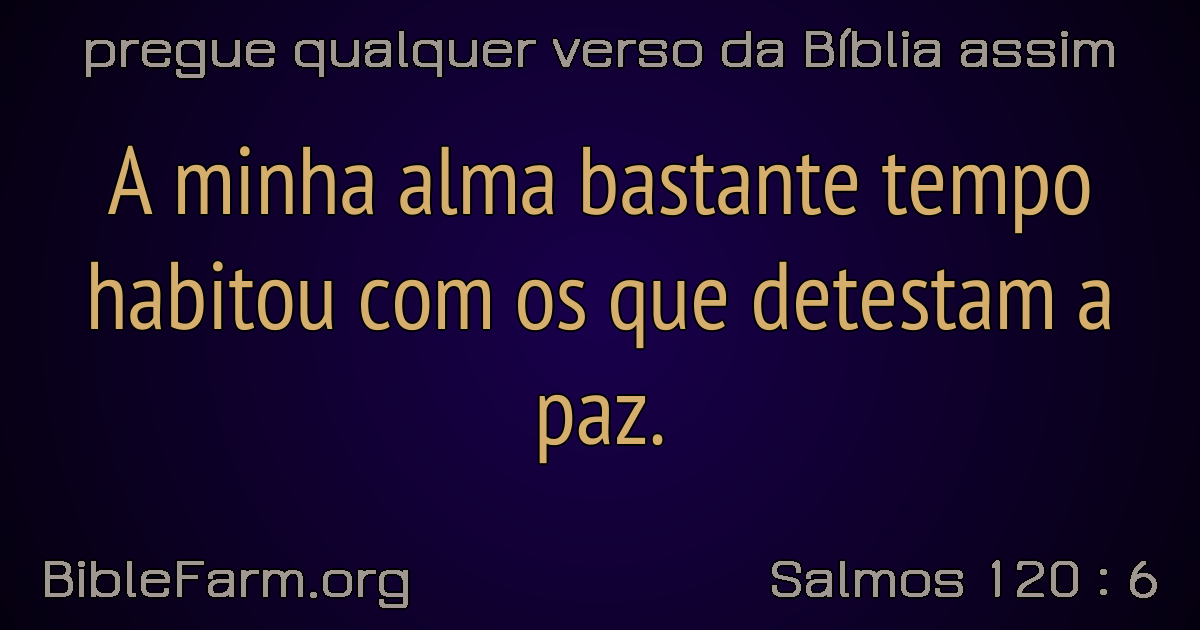 pregue qualquer verso da Bíblia assim
A minha alma bastante tempo
habitou com os que detestam a
paz.
BibleFarm.org
Salmos 120 : 6